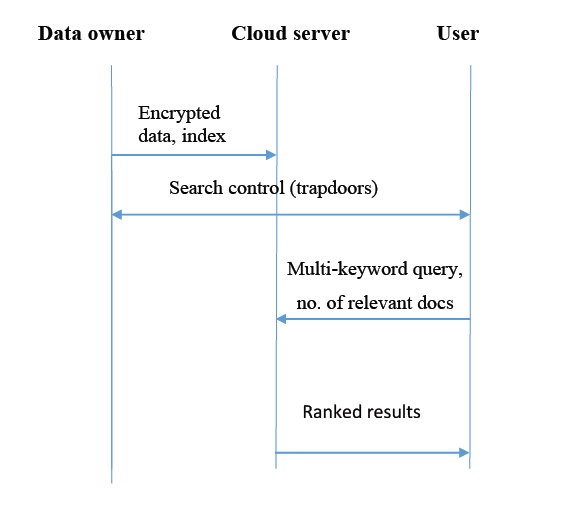 Data owner
Cloud server
User
Encrypted
data, index
Search control (trapdoors)
Multi-keyword query,
no. of relevant docs
Ranked results